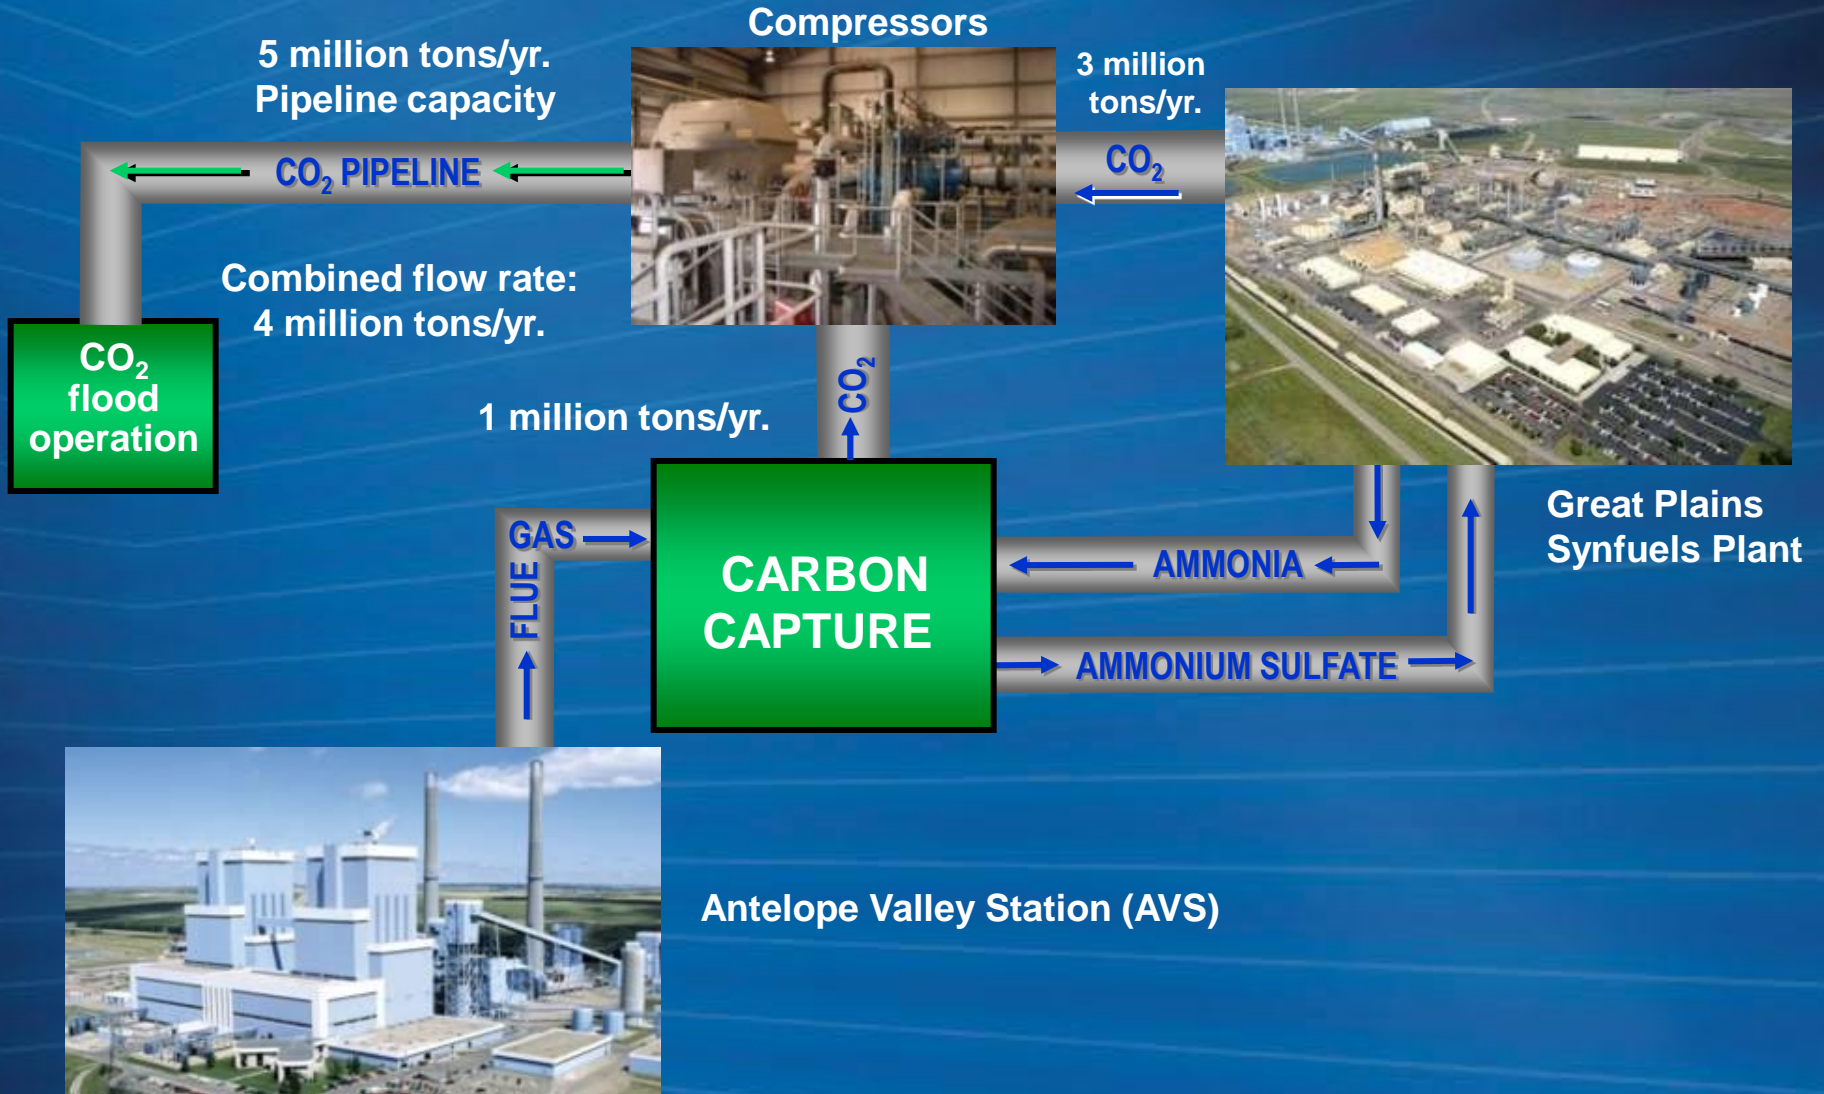 Compressors
5 million tons/yr.
Pipeline capacity
3 million
tons/yr.
CO₂ PIPELINE
CO₂
Combined flow rate:
4 million tons/yr.
CO₂
flood
operation
CO₂
1 million tons/yr.
Great Plains
Synfuels Plant
GAS
FLUE
CARBON
CAPTURE
AMMONIA
AMMONIUM SULFATE
Antelope Valley Station (AVS)